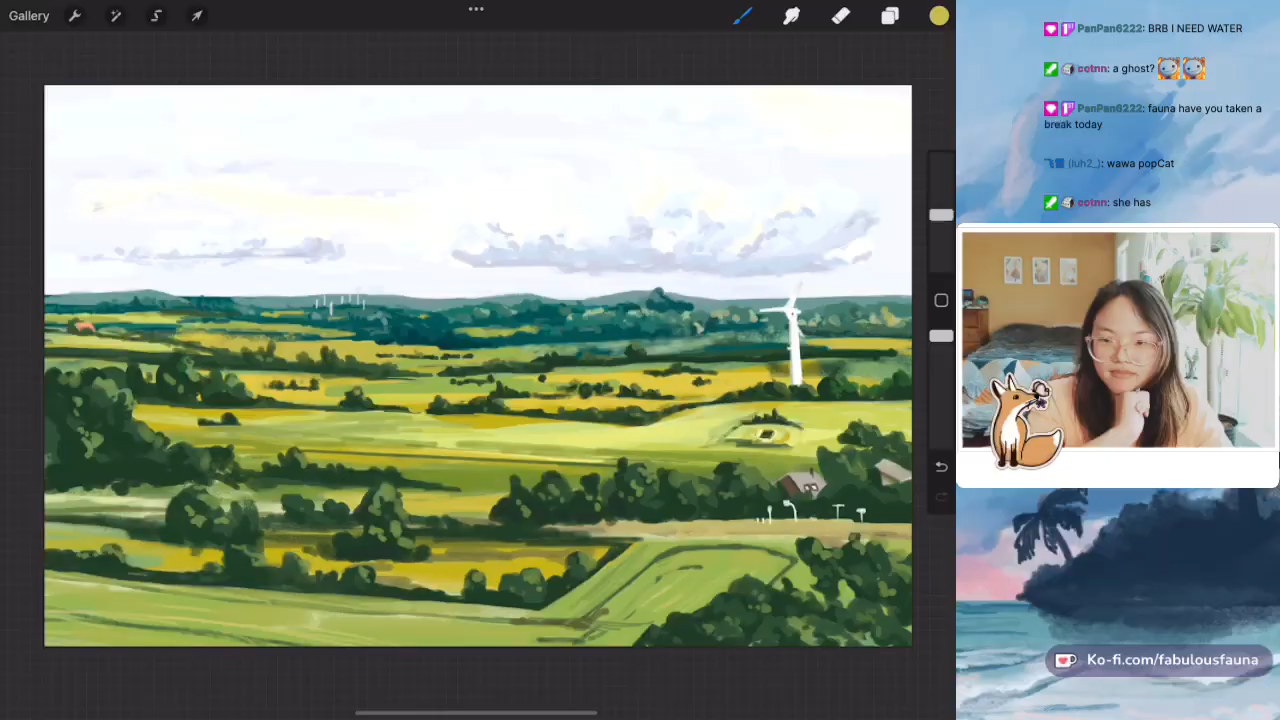 Gallery
PanPan6222: BRB I NEED WATER
cotnn: a ghost?
PanPan6222: fauna have you taken a
break today
(luh2_): wawa popCat
cotnn: she has
Ko-fi.com/fabulousfauna